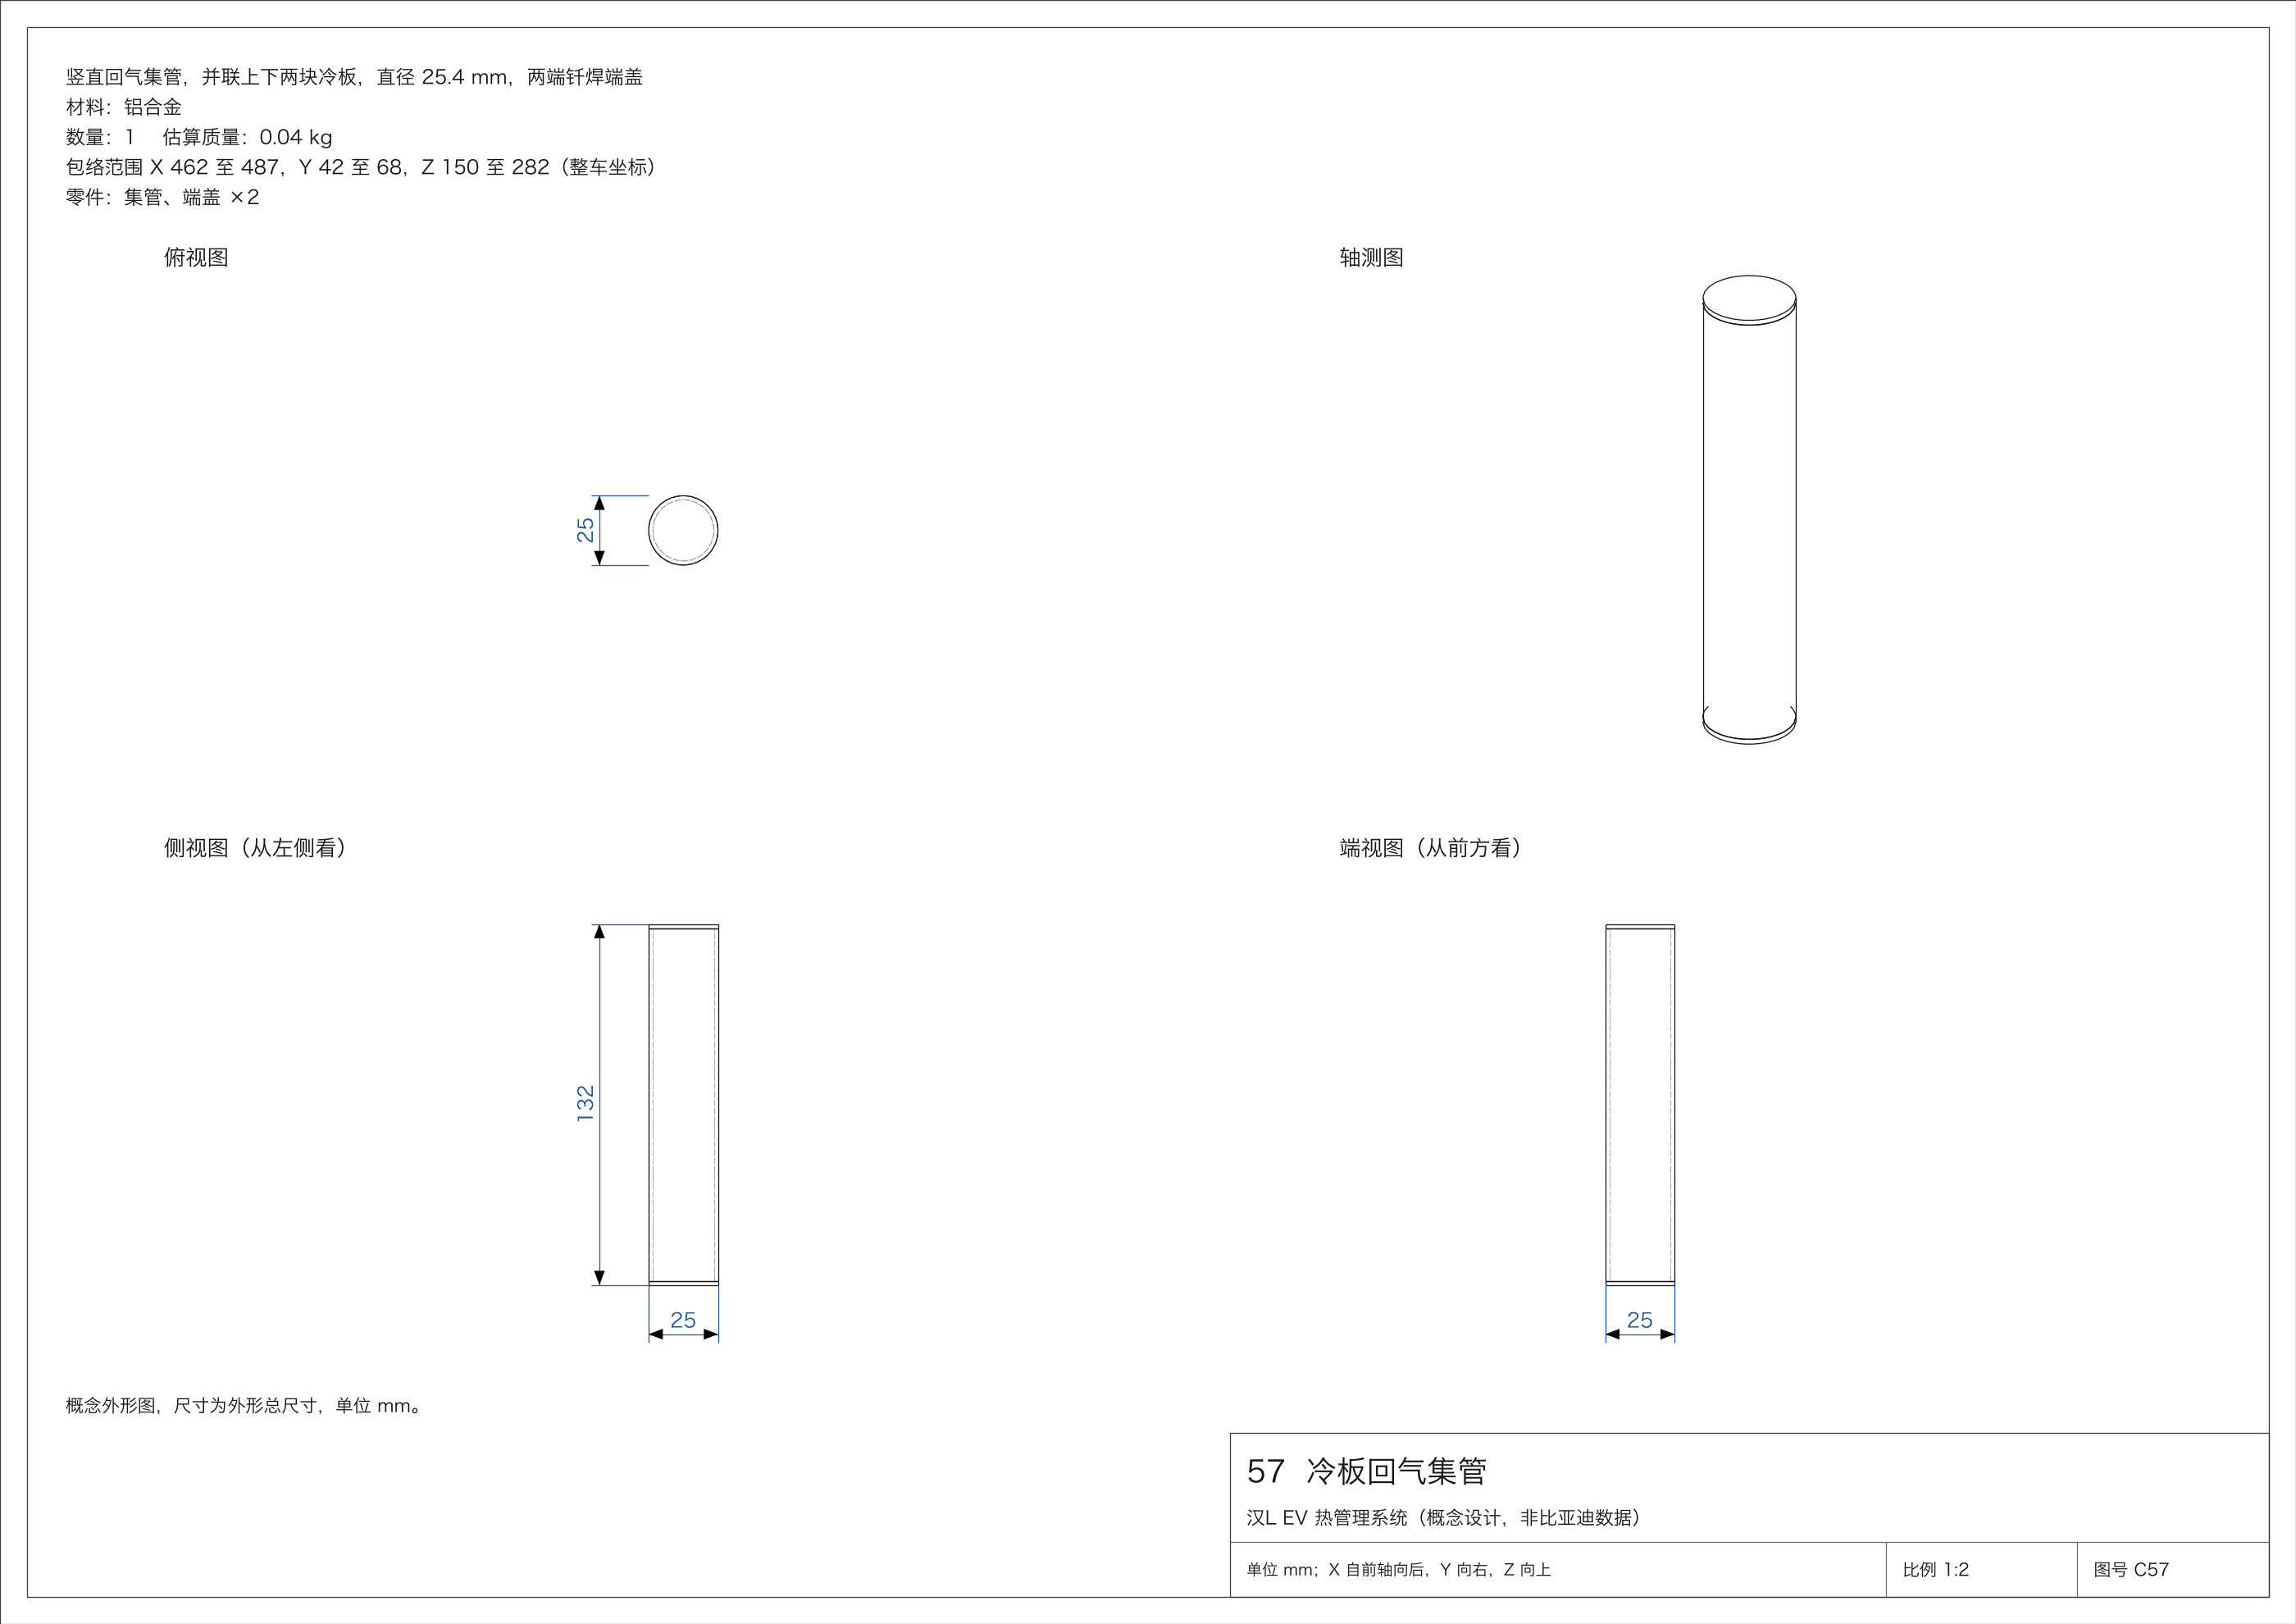 竖直回气集管，并联上下两块冷板，直径 25.4 mm，两端钎焊端盖
材料：铝合金
数量：1 估算质量：0.04 kg
包络范围 X 462 至 487，Y 42 至 68，Z 150 至 282（整车坐标）
零件：集管、端盖 ×2
俯视图
轴测图
25
侧视图（从左侧看）
端视图（从前方看）
132
25
25
概念外形图，尺寸为外形总尺寸，单位 mm。
57 冷板回气集管
汉L EV 热管理系统（概念设计，非比亚迪数据）
单位 mm；X 自前轴向后，Y 向右，Z 向上
比例 1:2
图号 C57